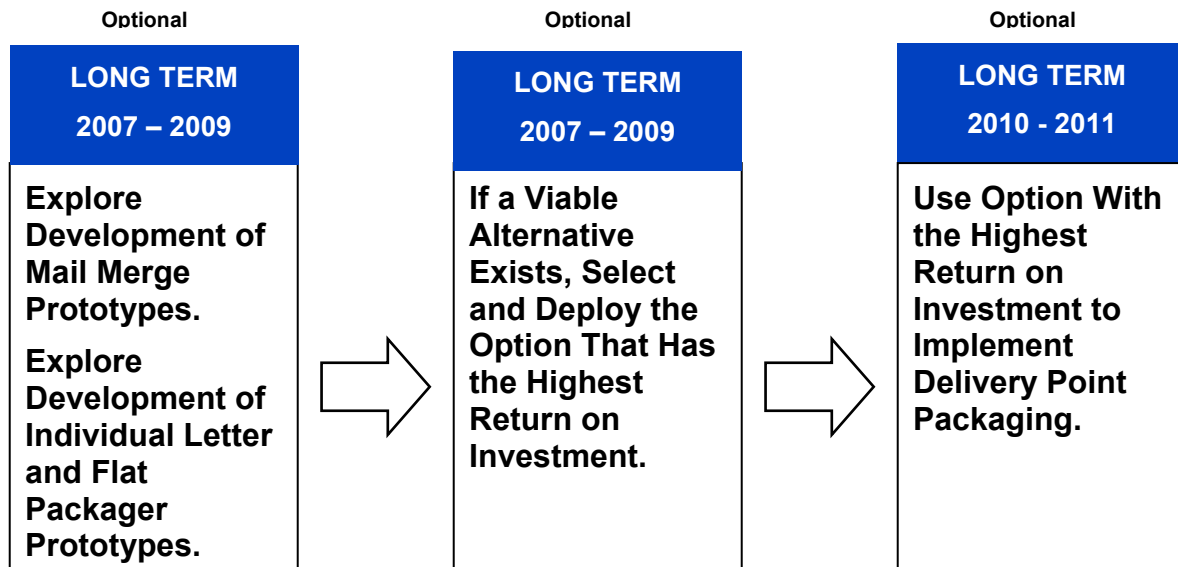 Optional
LONG TERM
2007 – 2009
Explore
Development of
Mail Merge
Prototypes.
Explore
Development of
Individual Letter
and Flat
Packager
Prototypes.
Optional
LONG TERM
2007 – 2009
If a Viable
Alternative
Exists, Select
and Deploy the
Option That Has
the Highest
Return on
Investment.
Optional
LONG TERM
2010 - 2011
Use Option With
the Highest
Return on
Investment to
Implement
Delivery Point
Packaging.